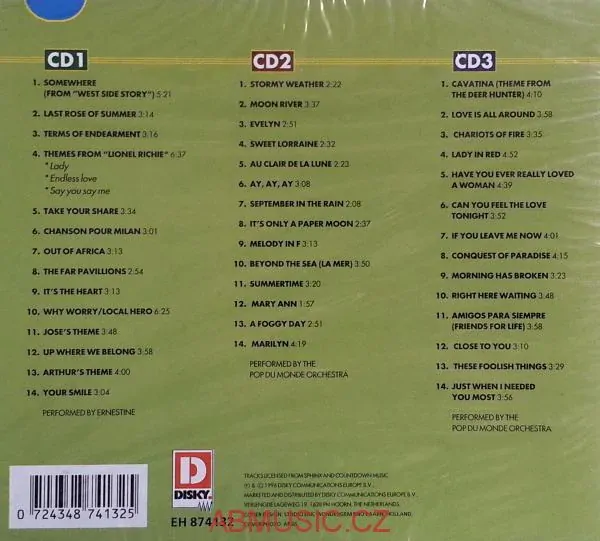 CD1
1. SOMEWHERE
(FROM "WEST SIDE STORY") 5:21
2. LAST ROSE OF SUMMER 3:14
3. TERMS OF ENDEARMENT 3:16
4. THEMES FROM "LIONEL RICHIE" 6:37
* Lady
* Endless love
* Say you say me
5. TAKE YOUR SHARE 3:34
6. CHANSON POUR MILAN 3:01
7. OUT OF AFRICA 3:13
8. THE FAR PAVILLIONS 2:54
9. IT'S THE HEART 3:13
10. WHY WORRY/LOCAL HERO 6:25
11. JOSE'S THEME 3:48
12. UP WHERE WE BELONG 3:58
13. ARTHUR'S THEME 4:00
14. YOUR SMILE 3:04
PERFORMED BY ERNESTINE
CD2
1. STORMY WEATHER 2:22
2. MOON RIVER 3:37
3. EVELYN 2:51
4. SWEET LORRAINE 2:32
5. AU CLAIR DE LA LUNE 2:23
6. AY, AY, AY 3:08
7. SEPTEMBER IN THE RAIN 2:08
8. IT'S ONLY A PAPER MOON 2:37
9. MELODY IN F 3:13
10. BEYOND THE SEA (LA MER) 3:50
11. SUMMERTIME 3:20
12. MARY ANN 1:57
13. A FOGGY DAY 2:51
14. MARILYN 4:19
PERFORMED BY THE
POP DU MONDE ORCHESTRA
CD3
1. CAVATINA (THEME FROM
THE DEER HUNTER) 4:10
2. LOVE IS ALL AROUND 3:58
3. CHARIOTS OF FIRE 3:35
4. LADY IN RED 4:52
5. HAVE YOU EVER REALLY LOVED
A WOMAN 4:39
6. CAN YOU FEEL THE LOVE
TONIGHT 3:52
7. IF YOU LEAVE ME NOW 4:01
8. CONQUEST OF PARADISE 4:15
9. MORNING HAS BROKEN 3:23
10. RIGHT HERE WAITING 3:48
11. AMIGOS PARA SIEMPRE
(FRIENDS FOR LIFE) 3:58
12. CLOSE TO YOU 3:10
13. THESE FOOLISH THINGS 3:29
14. JUST WHEN I NEEDED
YOU MOST 3:56
PERFORMED BY THE
POP DU MONDE ORCHESTRA
0 724348 741325
D
DISKY
EH 874132
TRACKS LICENSED FROM SPHINX AND COUNTDOWN MUSIC
℗ & © 1996 DISKY COMMUNICATIONS EUROPE B.V.
MARKETED AND DISTRIBUTED BY DISKY COMMUNICATIONS EUROPE B.V.
HOORN, THE NETHERLANDS.
HOLLAND.
ABMUSIC.CZ